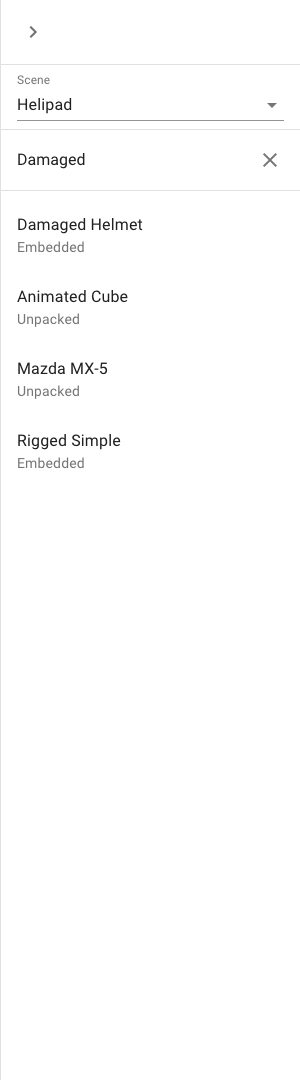 Scene
Helipad
Damaged
Damaged Helmet
Embedded
Animated Cube
Unpacked
Mazda MX-5
Unpacked
Rigged Simple
Embedded